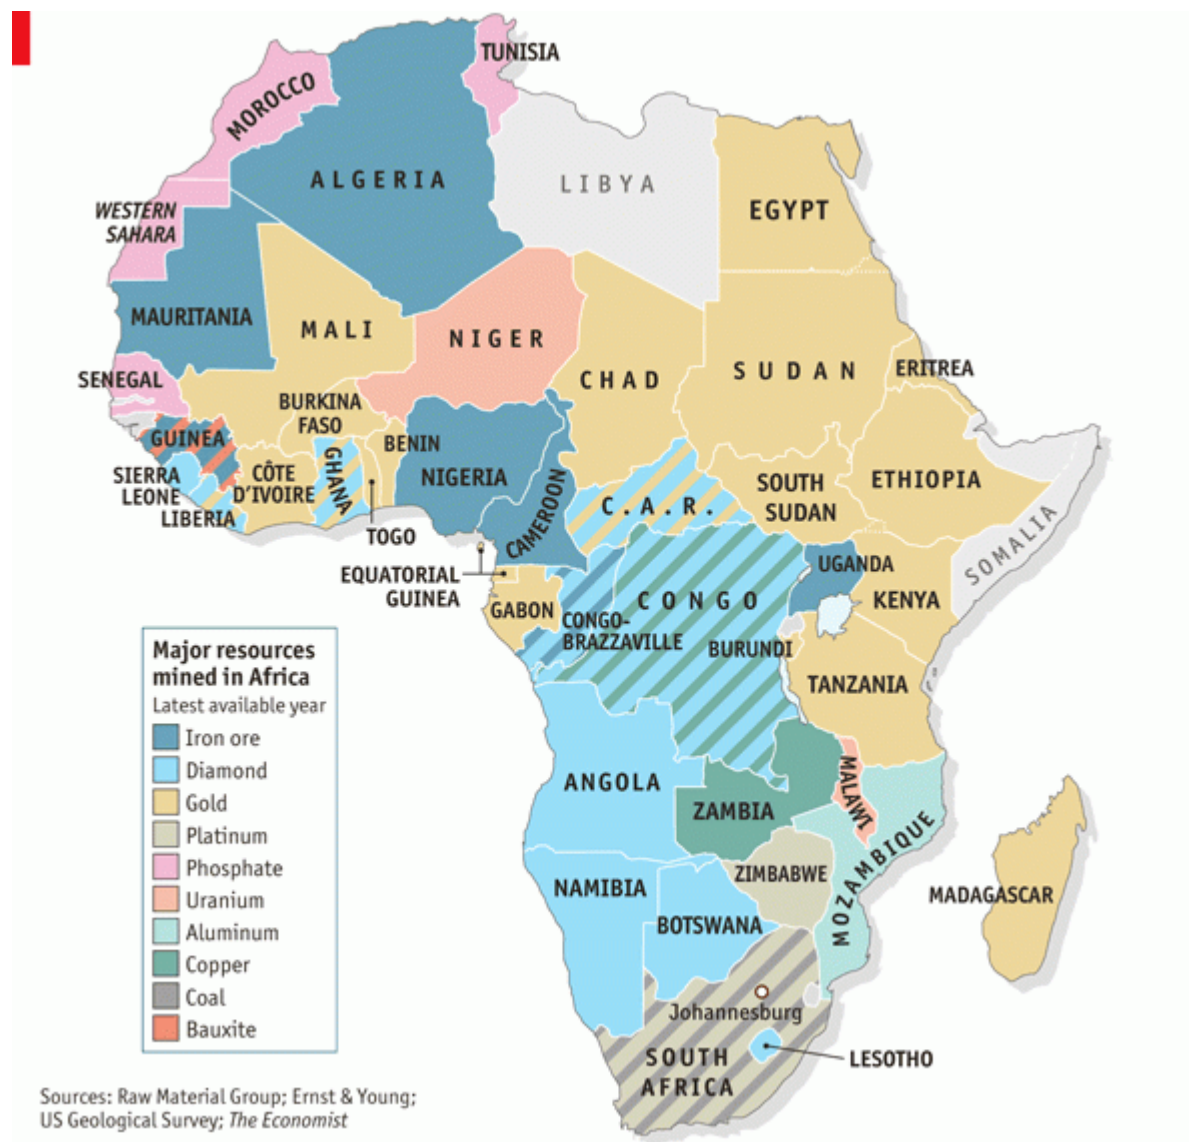 TUNISIA
MOROCCO
ALGERIA
LIBYA
EGYPT
WESTERN
SAHARA
MAURITANIA
MALI
NIGER
CHAD
SUDAN
ERITREA
SENEGAL
BURKINA
FASO
BENIN
GUINEA
SIERRA
LEONE
LIBERIA
CÔTE
D'IVOIRE
GHANA
TOGO
NIGERIA
CAMEROON
C.A.R.
SOUTH
SUDAN
ETHIOPIA
SOMALIA
EQUATORIAL
GUINEA
GABON
CONGO-
BRAZZAVILLE
CONGO
UGANDA
KENYA
BURUNDI
TANZANIA
ANGOLA
ZAMBIA
MALAWI
MOZAMBIQUE
ZIMBABWE
NAMIBIA
BOTSWANA
MADAGASCAR
Johannesburg
SOUTH
AFRICA
LESOTHO
Major resources
mined in Africa
Latest available year
Iron ore
Diamond
Gold
Platinum
Phosphate
Uranium
Aluminum
Copper
Coal
Bauxite
Sources: Raw Material Group; Ernst & Young;
US Geological Survey; The Economist